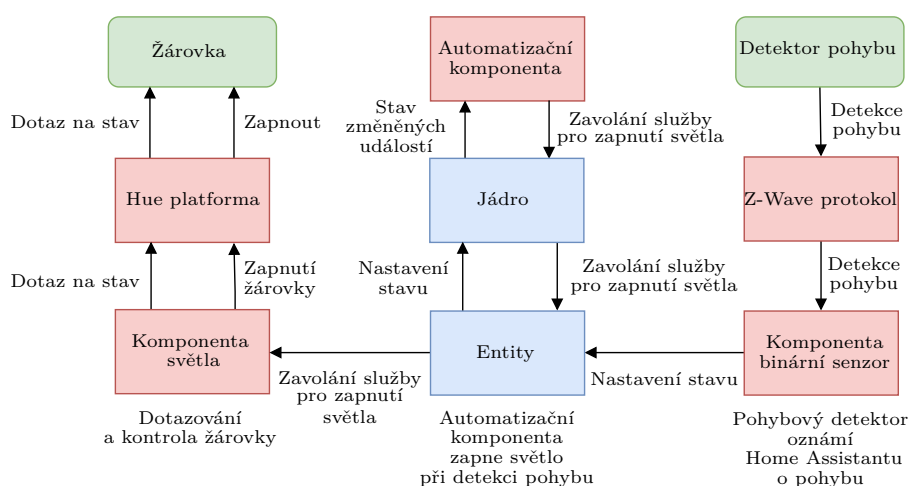 Žárovka
Automatizační
komponenta
Detektor pohybu
Dotaz na stav
Zapnout
Stav
změněných
událostí
Zavolání služby
pro zapnutí světla
Detekce
pohybu
Hue platforma
Jádro
Z-Wave protokol
Dotaz na stav
Zapnutí
žárovky
Nastavení
stavu
Zavolání služby
pro zapnutí světla
Detekce
pohybu
Komponenta
světla
Entity
Komponenta
binární senzor
Zavolání služby
pro zapnutí
světla
Nastavení stavu
Dotazování
a kontrola žárovky
Automatizační
komponenta
zapne světlo
při detekci pohybu
Pohybový detektor
oznámí
Home Assistantu
o pohybu